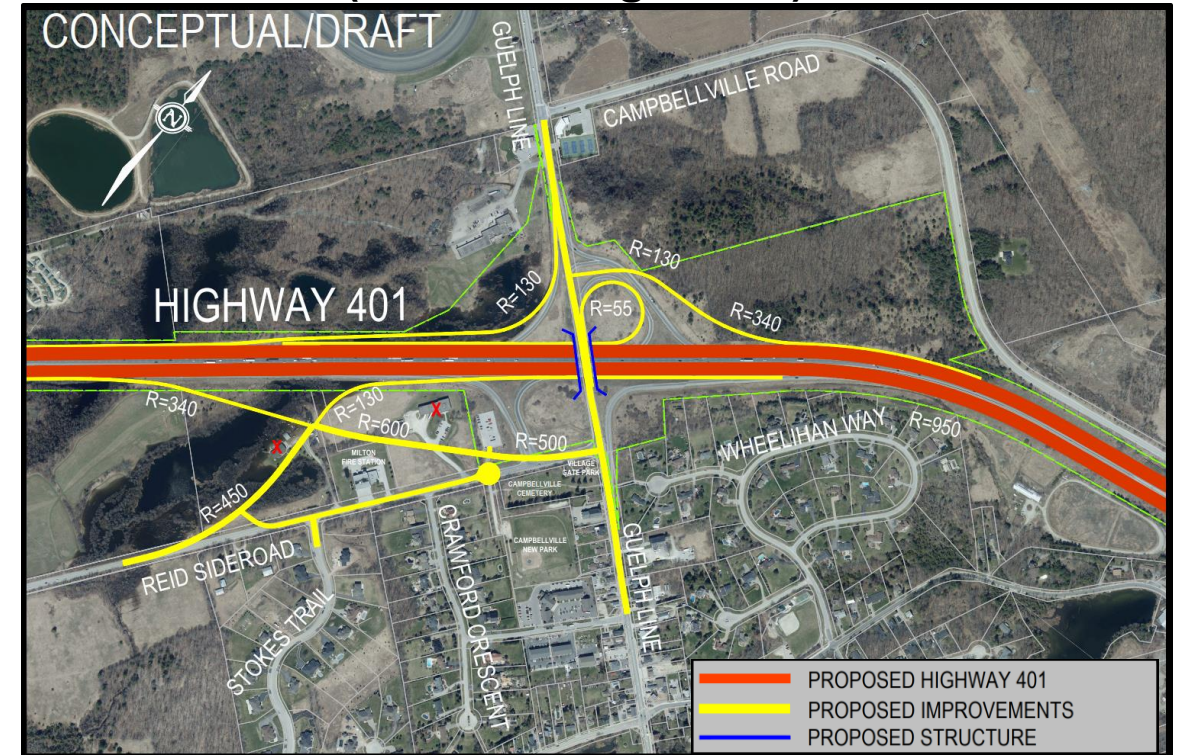 CONCEPTUAL/DRAFT
GUELPH LINE
CAMPBELLVILLE ROAD
N
HIGHWAY 401
R=130
R=130
R=55
R=340
R=340
R=130
R=600
R=500
R=950
X
X
WHEELIHAN WAY
MILTON
FIRE STATION
VILLAGE
GATE PARK
CAMPBELLVILLE
CEMETERY
R=450
REID SIDEROAD
CRAWFORD CRESCENT
CAMPBELLVILLE
NEW PARK
GUELPH LINE
STOKES TRAIL
PROPOSED HIGHWAY 401
PROPOSED IMPROVEMENTS
PROPOSED STRUCTURE